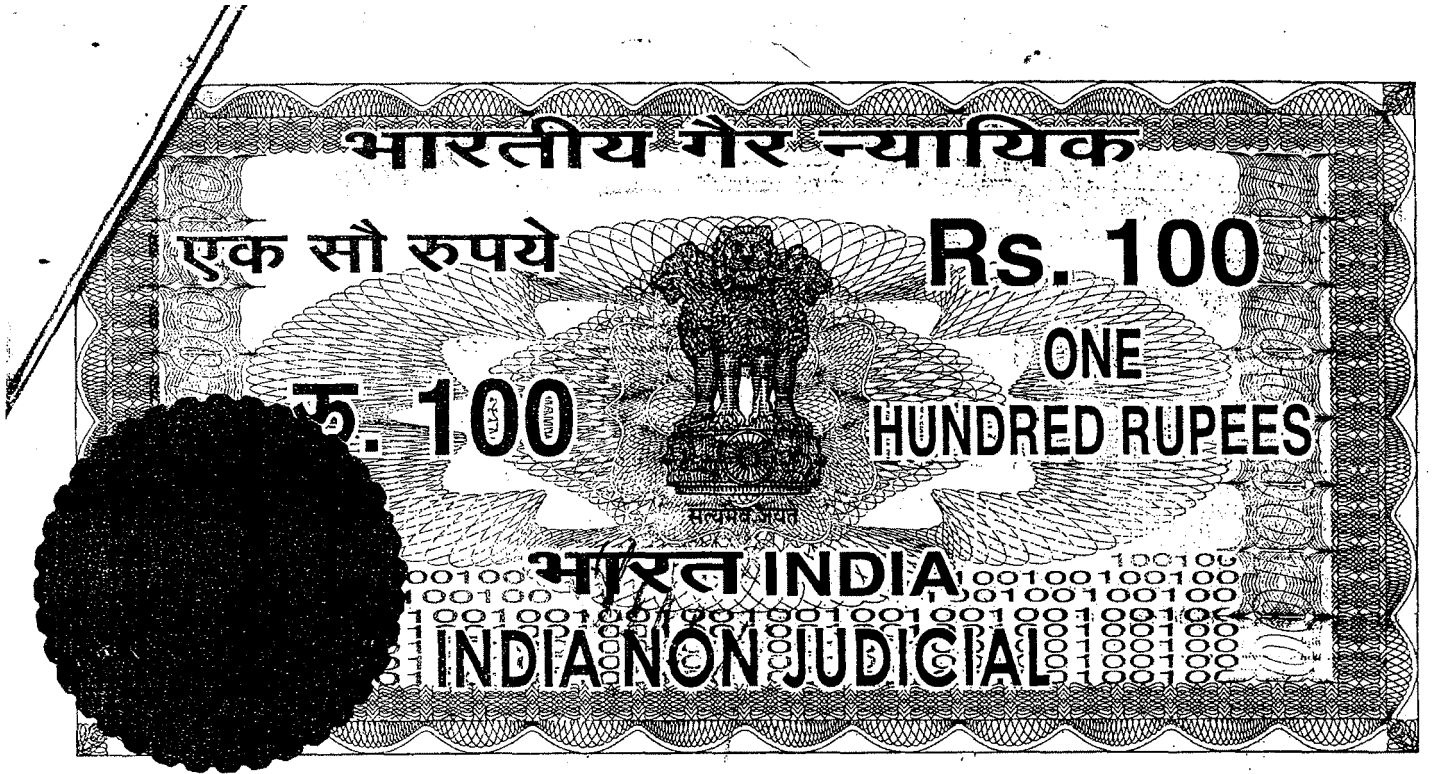 भारतीय गैर न्यायिक
एक सौ रुपये
Rs. 100
रु. 100
ONE
HUNDRED RUPEES
सत्यमेव जयते
भारत INDIA
INDIA NON JUDICIAL